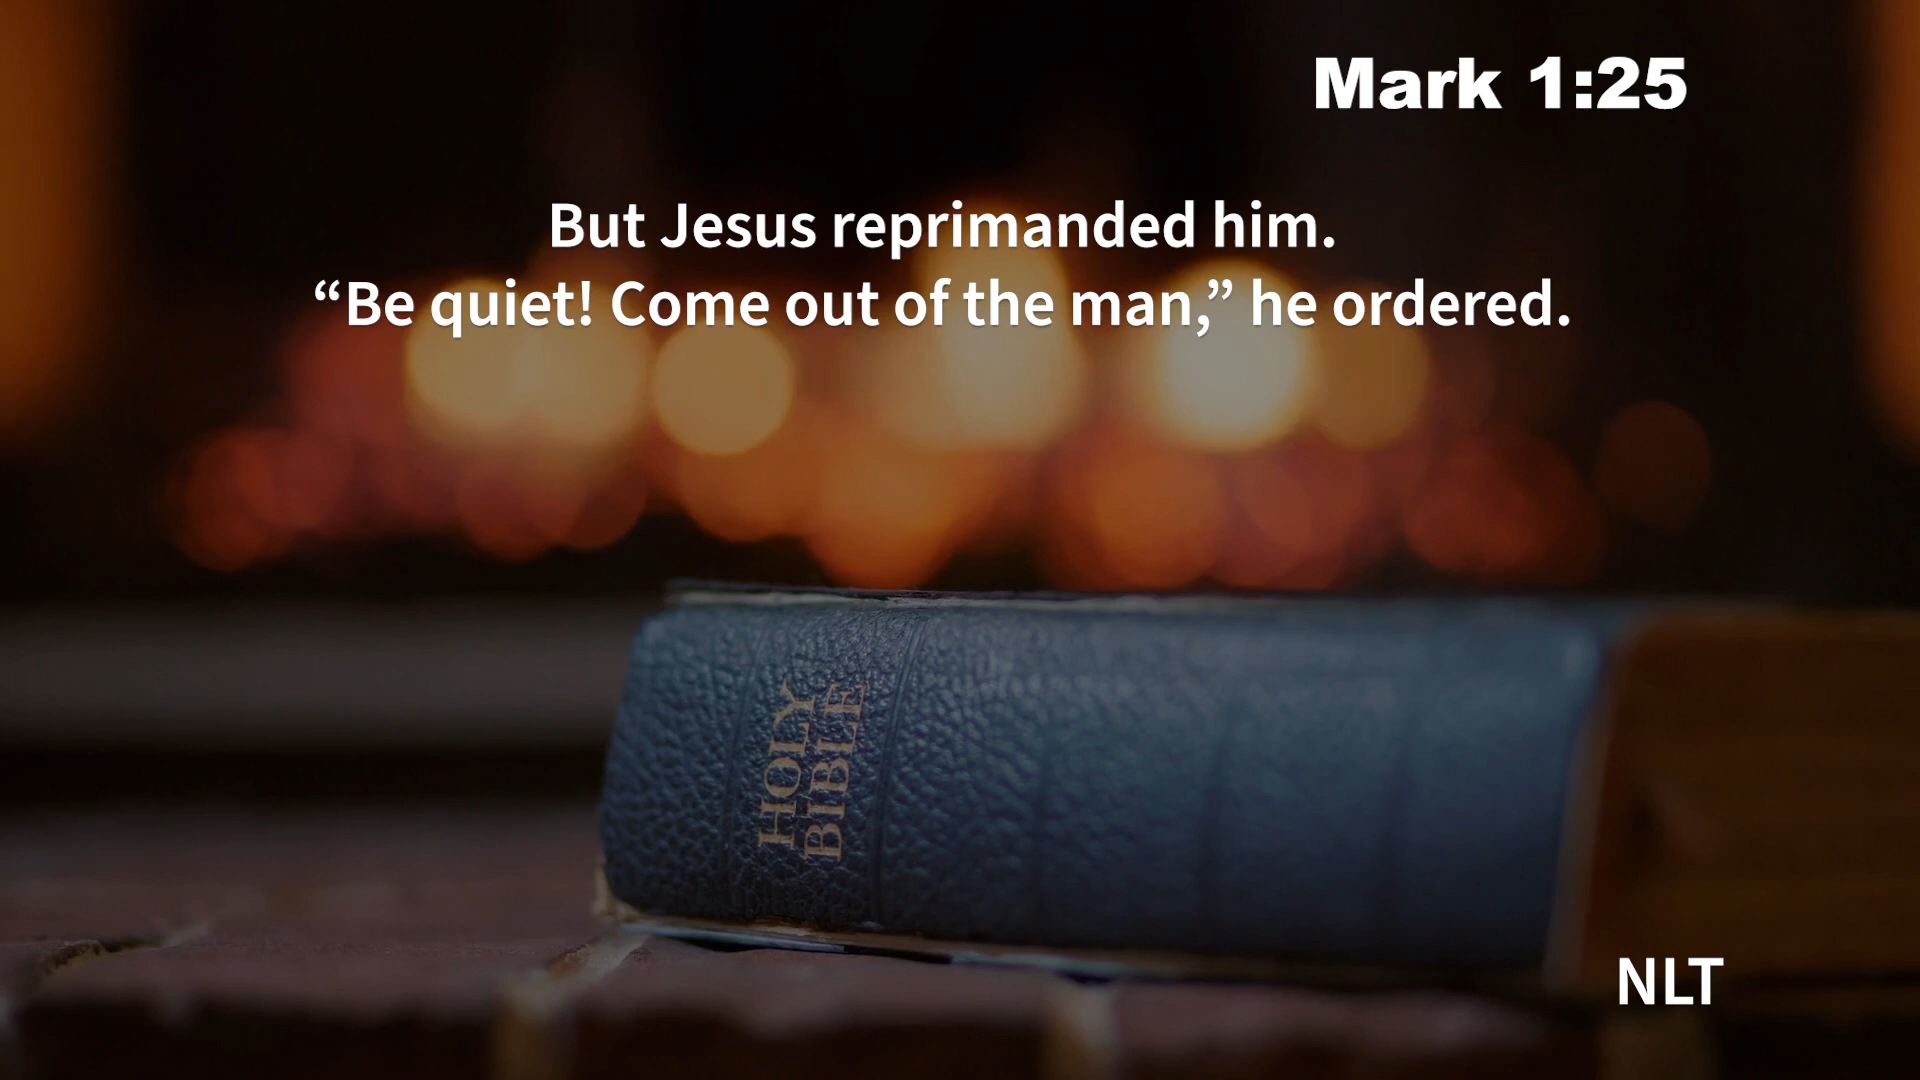 Mark 1:25
But Jesus reprimanded him.
“Be quiet! Come out of the man,” he ordered.
HOLY
BIBLE
NLT